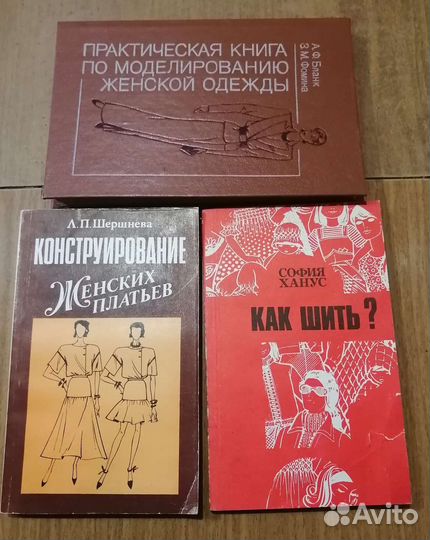 ПРАКТИЧЕСКАЯ КНИГА
ПО МОДЕЛИРОВАНИЮ
ЖЕНСКОЙ ОДЕЖДЫ
А.Ф. Бланк
З.М. Фомина
Л.П. Шершнева
КОНСТРУИРОВАНИЕ
ЖЕНСКИХ
ПЛАТЬЕВ
СОФИЯ
ХАНУС
КАК ШИТЬ?
Avito